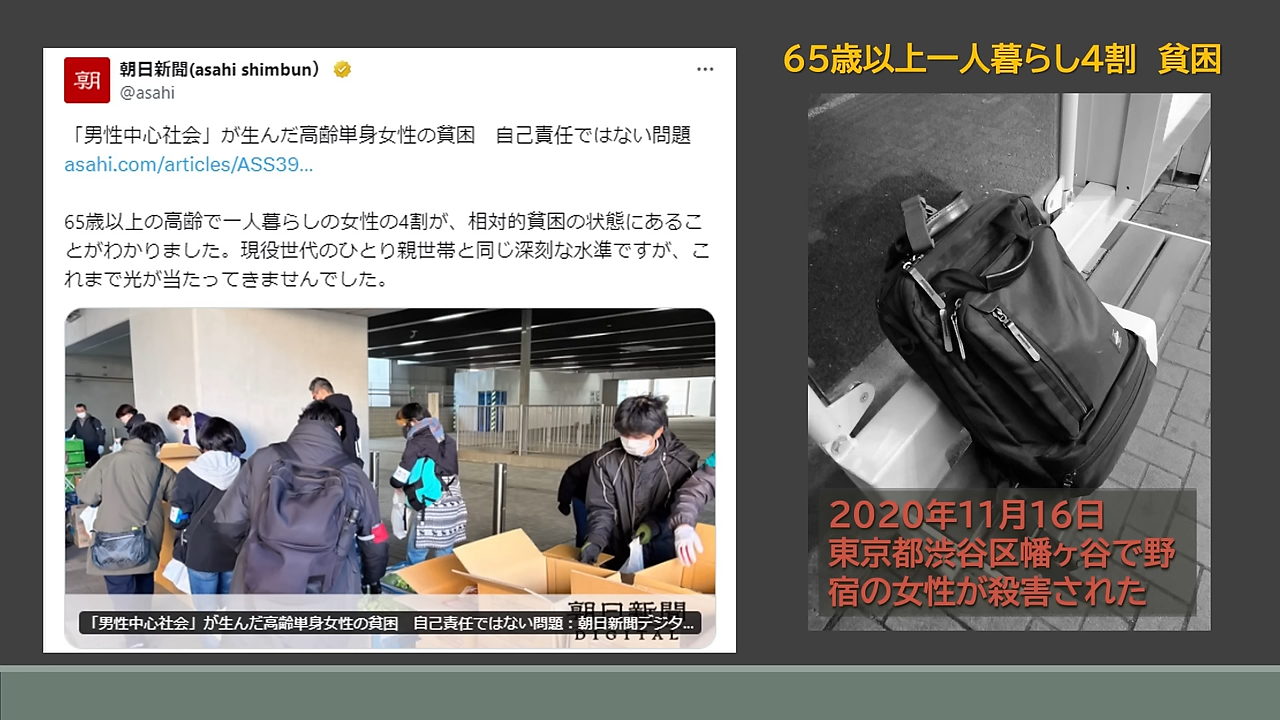 朝
朝日新聞(asahi shimbun）
@asahi
「男性中心社会」が生んだ高齢単身女性の貧困　自己責任ではない問題
asahi.com/articles/ASS39...
65歳以上の高齢で一人暮らしの女性の4割が、相対的貧困の状態にあるこ
とがわかりました。現役世代のひとり親世帯と同じ深刻な水準ですが、こ
れまで光が当たってきませんでした。
朝日新聞
DIGITAL
「男性中心社会」が生んだ高齢単身女性の貧困　自己責任ではない問題：朝日新聞デジタ...
65歳以上一人暮らし4割　貧困
2020年11月16日
東京都渋谷区幡ヶ谷で野
宿の女性が殺害された